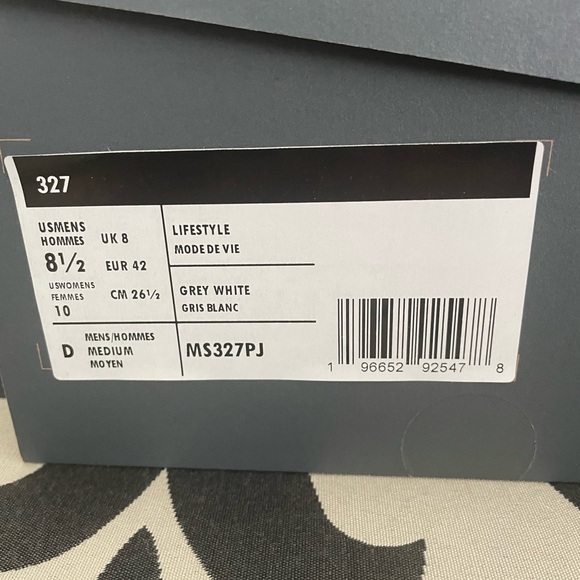 327
USMENS
HOMMES
8½
UK 8
EUR 42
USWOMENS
FEMMES
10
CM 26½
LIFESTYLE
MODE DE VIE
GREY WHITE
GRIS BLANC
D
MENS/HOMMES
MEDIUM
MOYEN
MS327PJ
1 96652 92547 8